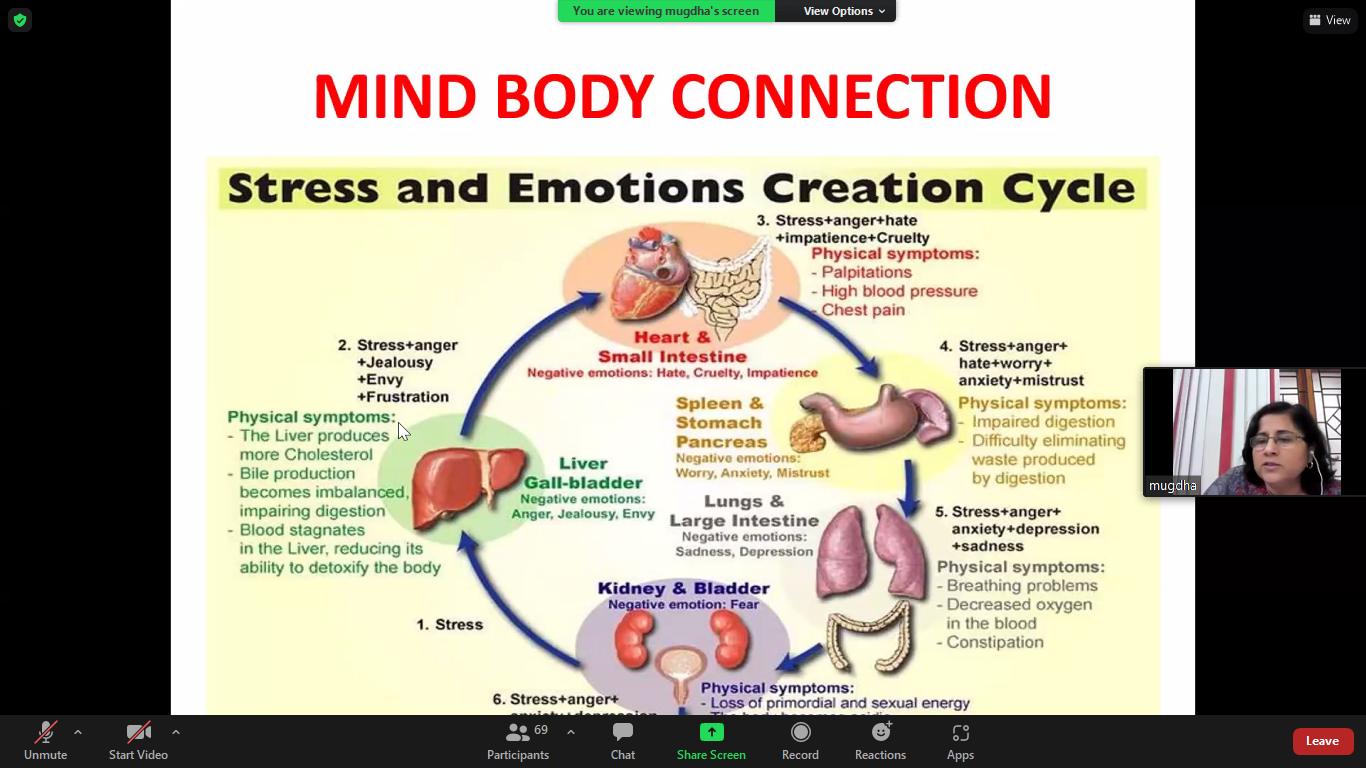 You are viewing mugdha's screen
View Options
View
MIND BODY CONNECTION
Stress and Emotions Creation Cycle
3. Stress+anger+hate
+impatience+Cruelty
Physical symptoms:
- Palpitations
- High blood pressure
- Chest pain
Heart &
Small Intestine
Negative emotions: Hate, Cruelty, Impatience
2. Stress+anger
+Jealousy
+Envy
+Frustration
Physical symptoms:
- The Liver produces
more Cholesterol
- Bile production
becomes imbalanced,
impairing digestion
- Blood stagnates
in the Liver, reducing its
ability to detoxify the body
4. Stress+anger+
hate+worry+
anxiety+mistrust
Physical symptoms:
- Impaired digestion
- Difficulty eliminating
waste produced
by digestion
Spleen &
Stomach
Pancreas
Negative emotions:
Worry, Anxiety, Mistrust
Liver
Gall-bladder
Negative emotions:
Anger, Jealousy, Envy
Lungs &
Large Intestine
Negative emotions:
Sadness, Depression
5. Stress+anger+
anxiety+depression
+sadness
Physical symptoms:
- Breathing problems
- Decreased oxygen
in the blood
- Constipation
Kidney & Bladder
Negative emotion: Fear
1. Stress
6. Stress+anger+
anxiety+depression
Physical symptoms:
- Loss of primordial and sexual energy
- The body becomes acidic
mugdha
Unmute
Start Video
69
Participants
Chat
Share Screen
Record
Reactions
Apps
Leave